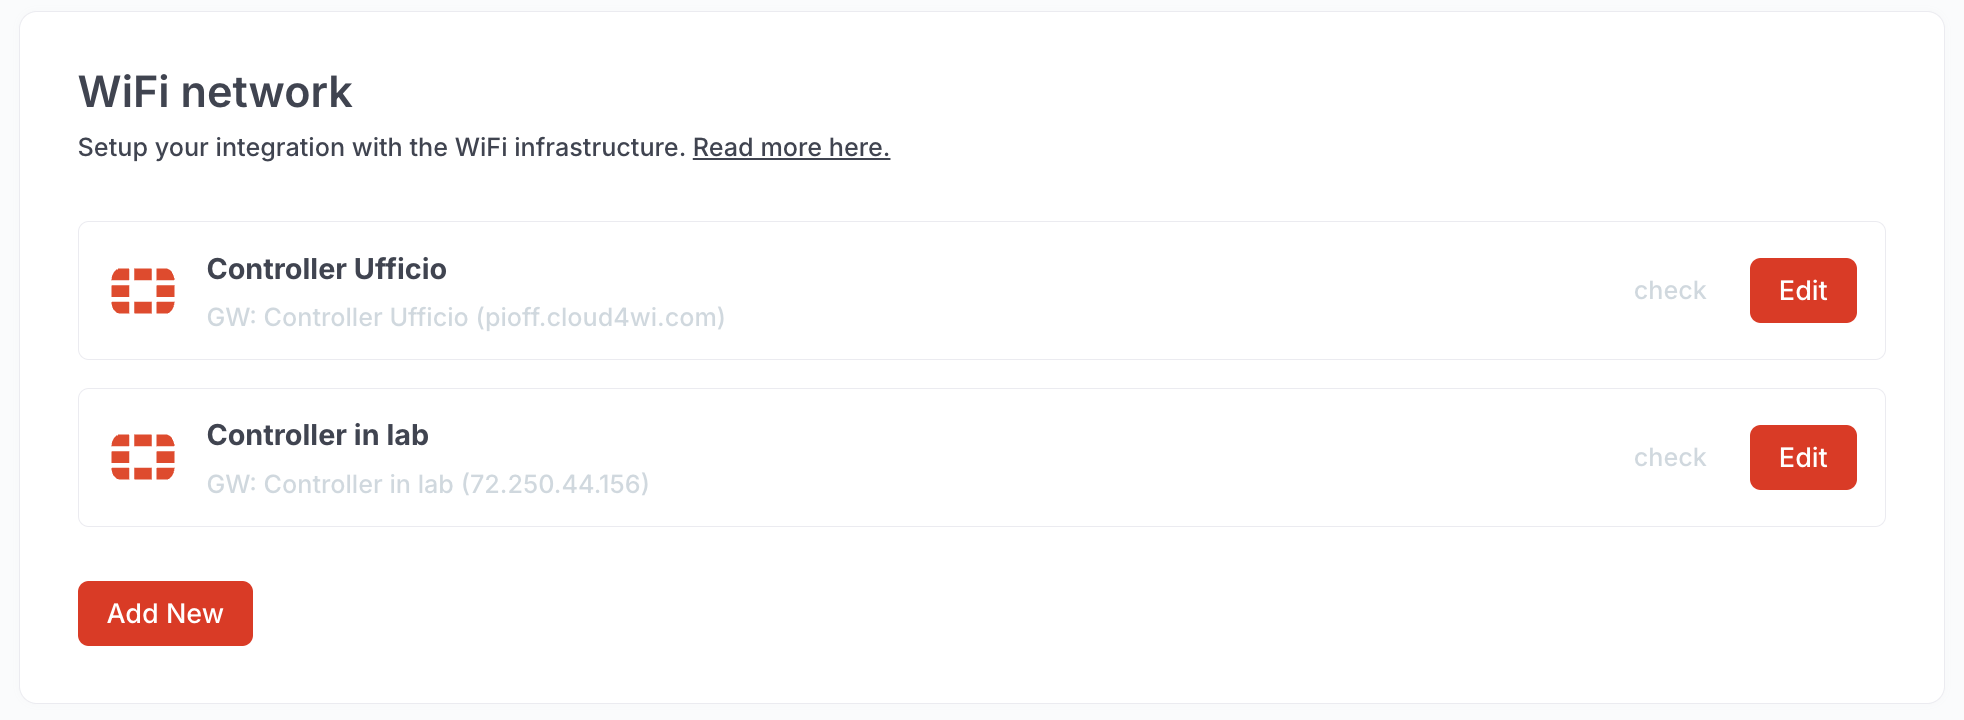 WiFi network
Setup your integration with the WiFi infrastructure. Read more here.
Controller Ufficio
GW: Controller Ufficio (pioff.cloud4wi.com)
check
Edit
Controller in lab
GW: Controller in lab (72.250.44.156)
check
Edit
Add New